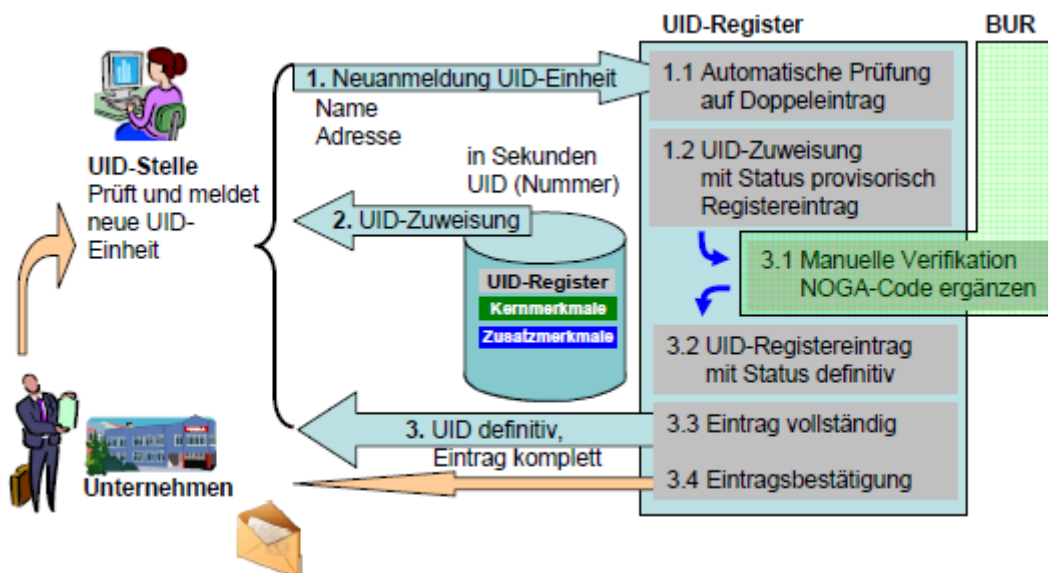 UID-Register
BUR
1. Neuanmeldung UID-Einheit
Name
Adresse
1.1 Automatische Prüfung
auf Doppeleintrag
UID-Stelle
Prüft und meldet
neue UID-
Einheit
in Sekunden
UID (Nummer)
1.2 UID-Zuweisung
mit Status provisorisch
Registereintrag
2. UID-Zuweisung
3.1 Manuelle Verifikation
NOGA-Code ergänzen
UID-Register
Kernmerkmale
Zusatzmerkmale
3.2 UID-Registereintrag
mit Status definitiv
3. UID definitiv,
Eintrag komplett
3.3 Eintrag vollständig
3.4 Eintragsbestätigung
Unternehmen